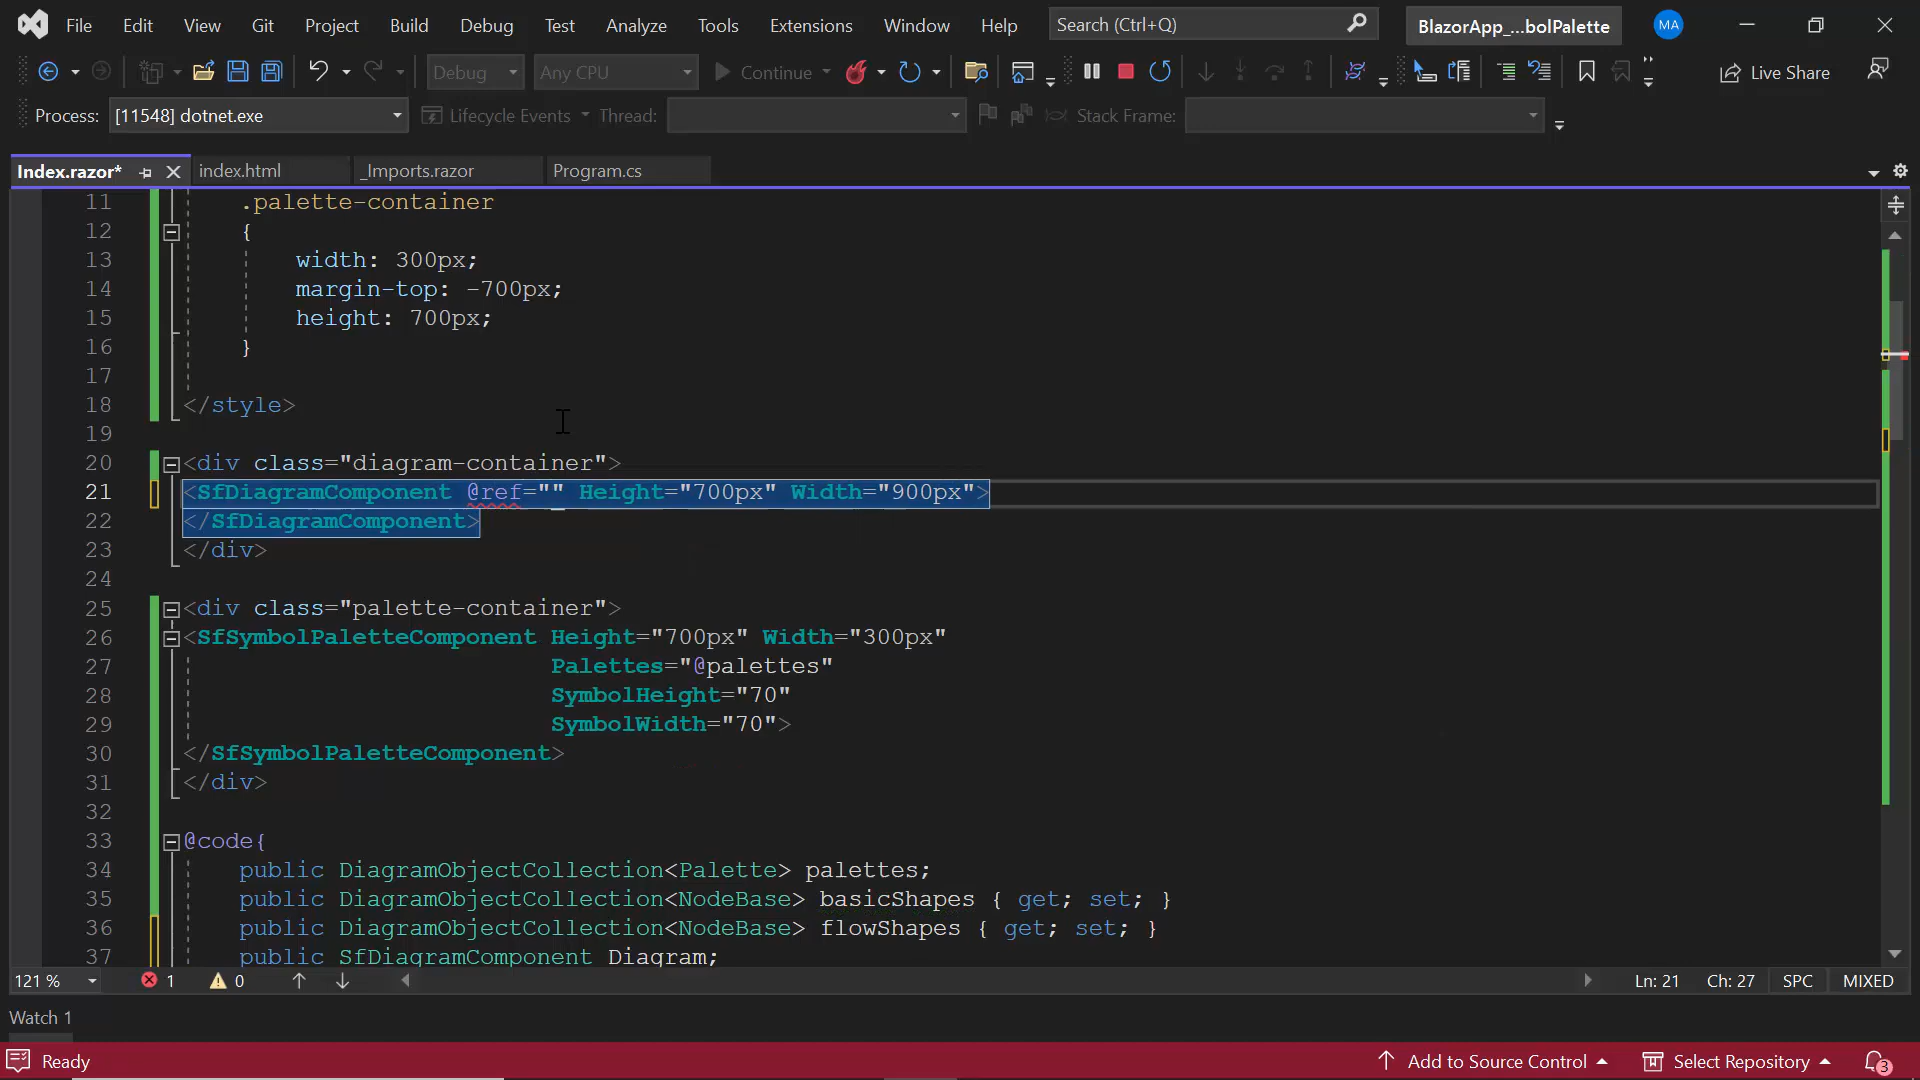 File Edit View Git Project Build Debug Test Analyze Tools Extensions Window Help Search (Ctrl+Q) BlazorApp_...bolPalette MA
Debug Any CPU Continue Live Share
Process: [11548] dotnet.exe Lifecycle Events Thread: Stack Frame:
Index.razor* index.html _Imports.razor Program.cs
11 .palette-container
12 {
13 width: 300px;
14 margin-top: -700px;
15 height: 700px;
16 }
17
18 </style>
19
20 <div class="diagram-container">
21 <SfDiagramComponent @ref="" Height="700px" Width="900px">
22 </SfDiagramComponent>
23 </div>
24
25 <div class="palette-container">
26 <SfSymbolPaletteComponent Height="700px" Width="300px"
27 Palettes="@palettes"
28 SymbolHeight="70"
29 SymbolWidth="70">
30 </SfSymbolPaletteComponent>
31 </div>
32
33 @code{
34 public DiagramObjectCollection<Palette> palettes;
35 public DiagramObjectCollection<NodeBase> basicShapes { get; set; }
36 public DiagramObjectCollection<NodeBase> flowShapes { get; set; }
37 public SfDiagramComponent Diagram;
121 % 1 0 Ln: 21 Ch: 27 SPC MIXED
Watch 1
Ready Add to Source Control Select Repository 3